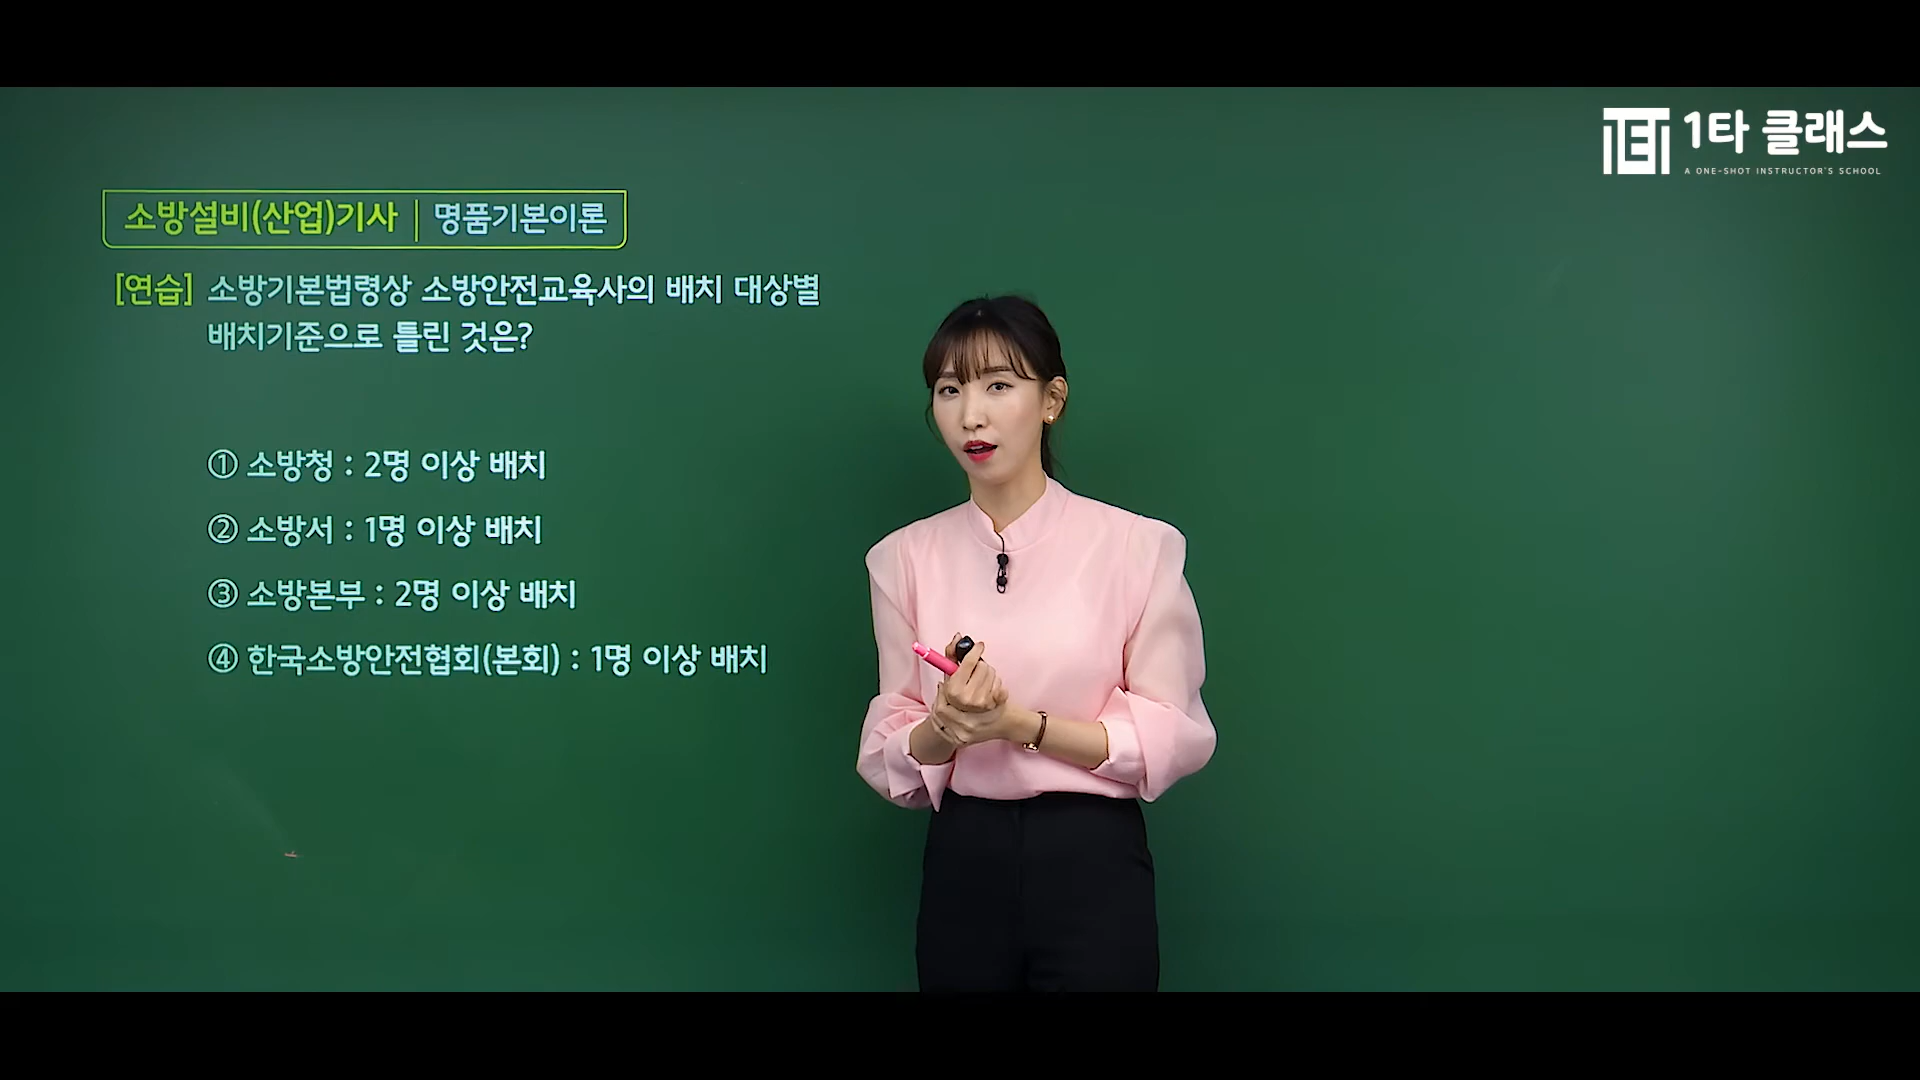 1타 클래스
A ONE-SHOT INSTRUCTOR'S SCHOOL
소방설비(산업)기사 | 명품기본이론
[연습] 소방기본법령상 소방안전교육사의 배치 대상별
배치기준으로 틀린 것은?
① 소방청 : 2명 이상 배치
② 소방서 : 1명 이상 배치
③ 소방본부 : 2명 이상 배치
④ 한국소방안전협회(본회) : 1명 이상 배치